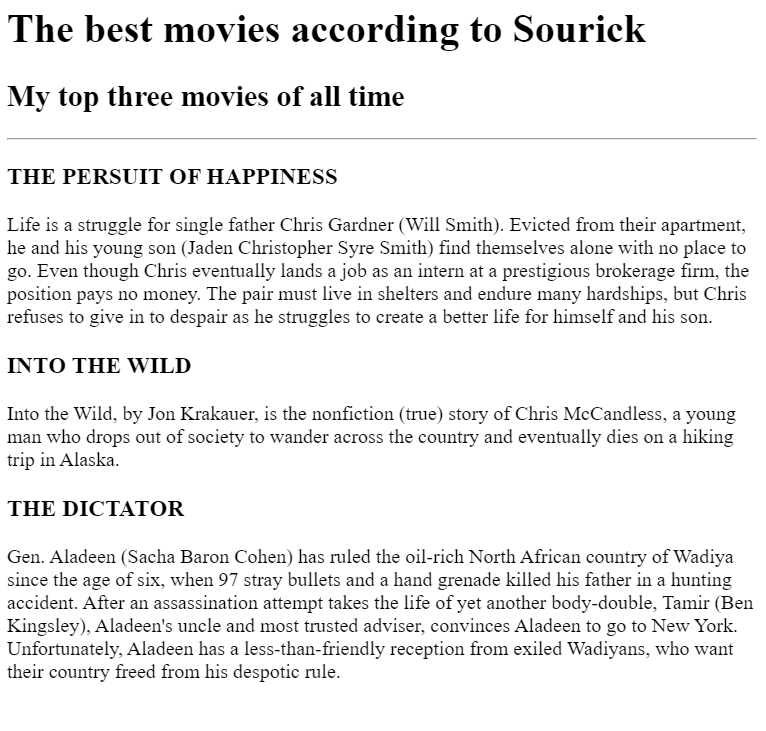 The best movies according to Sourick
My top three movies of all time
THE PERSUIT OF HAPPINESS
Life is a struggle for single father Chris Gardner (Will Smith). Evicted from their apartment,
he and his young son (Jaden Christopher Syre Smith) find themselves alone with no place to
go. Even though Chris eventually lands a job as an intern at a prestigious brokerage firm, the
position pays no money. The pair must live in shelters and endure many hardships, but Chris
refuses to give in to despair as he struggles to create a better life for himself and his son.
INTO THE WILD
Into the Wild, by Jon Krakauer, is the nonfiction (true) story of Chris McCandless, a young
man who drops out of society to wander across the country and eventually dies on a hiking
trip in Alaska.
THE DICTATOR
Gen. Aladeen (Sacha Baron Cohen) has ruled the oil-rich North African country of Wadiya
since the age of six, when 97 stray bullets and a hand grenade killed his father in a hunting
accident. After an assassination attempt takes the life of yet another body-double, Tamir (Ben
Kingsley), Aladeen's uncle and most trusted adviser, convinces Aladeen to go to New York.
Unfortunately, Aladeen has a less-than-friendly reception from exiled Wadiyans, who want
their country freed from his despotic rule.